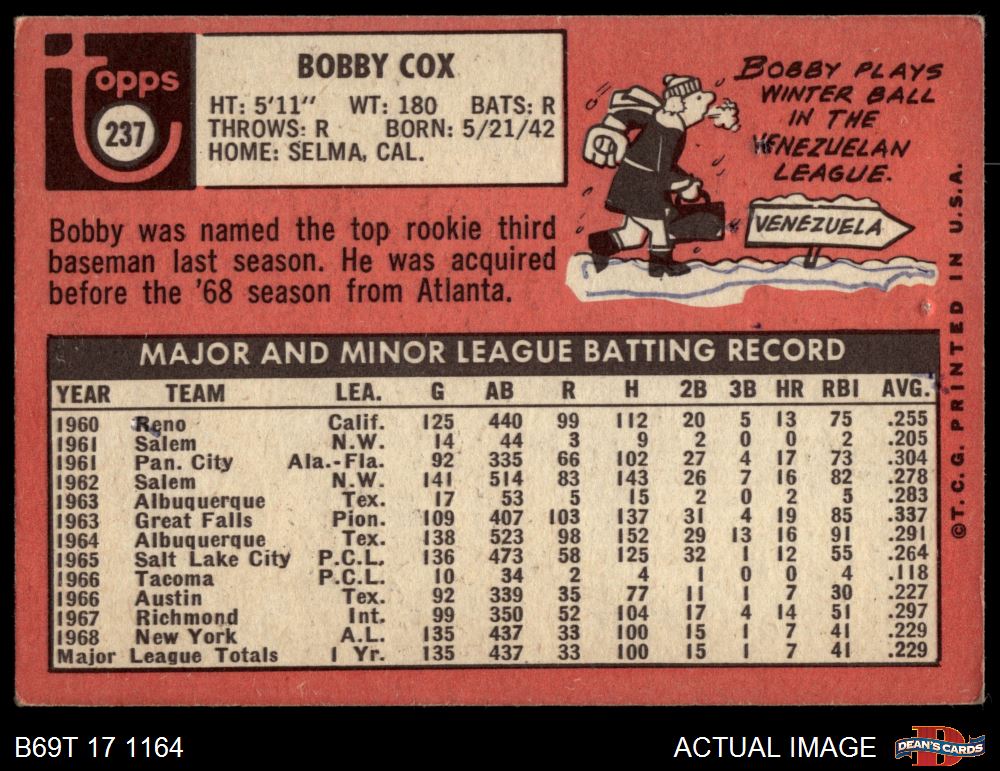 Topps
237
BOBBY COX
HT: 5'11" WT: 180 BATS: R
THROWS: R BORN: 5/21/42
HOME: SELMA, CAL.
BOBBY PLAYS
WINTER BALL
IN THE
VENEZUELAN
LEAGUE.
VENEZUELA
Bobby was named the top rookie third
baseman last season. He was acquired
before the '68 season from Atlanta.
MAJOR AND MINOR LEAGUE BATTING RECORD
YEAR TEAM LEA. G AB R H 2B 3B HR RBI AVG.
1960 Reno Calif. 125 440 99 112 20 5 13 75 .255
1961 Salem N.W. 14 44 3 9 2 0 0 2 .205
1961 Pan. City Ala.-Fla. 92 335 66 102 27 4 17 73 .304
1962 Salem N.W. 141 514 83 143 26 7 16 82 .278
1963 Albuquerque Tex. 17 53 5 15 2 0 2 5 .283
1963 Great Falls Pion. 109 407 103 137 31 4 19 85 .337
1964 Albuquerque Tex. 138 523 98 152 29 13 16 91 .291
1965 Salt Lake City P.C.L. 136 473 58 125 32 1 12 55 .264
1966 Tacoma P.C.L. 10 34 2 4 1 0 0 4 .118
1966 Austin Tex. 92 339 35 77 11 1 7 30 .227
1967 Richmond Int. 99 350 52 104 17 4 14 51 .297
1968 New York A.L. 135 437 33 100 15 1 7 41 .229
Major League Totals 1 Yr. 135 437 33 100 15 1 7 41 .229
©T.C.G. PRINTED IN U.S.A.
B69T 17 1164
ACTUAL IMAGE
DEAN'S CARDS